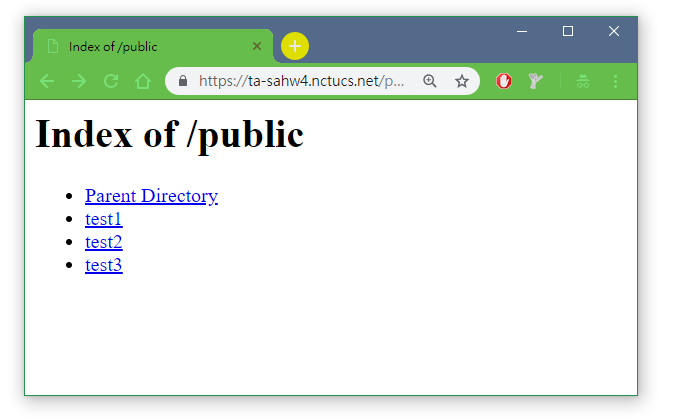 Index of /public
https://ta-sahw4.nctucs.net/p...
Index of /public
Parent Directory
test1
test2
test3